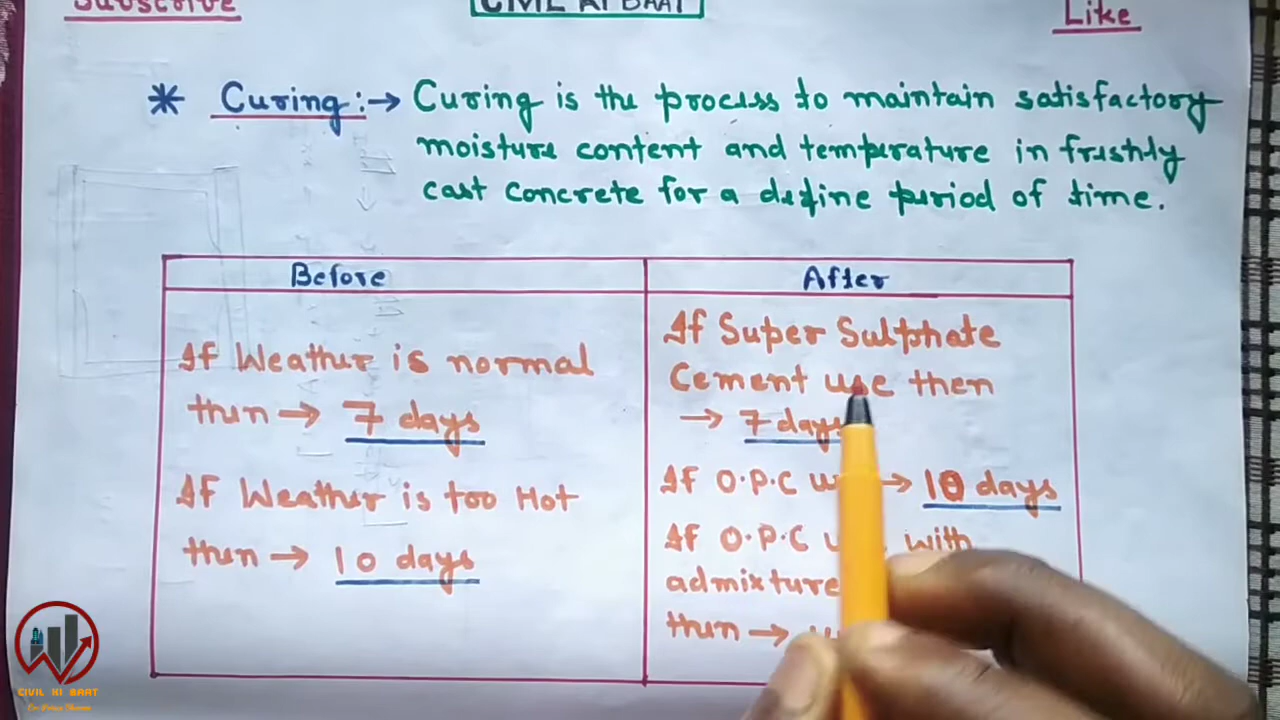 Subscribe
CIVIL KI BAAT
Like
* Curing:→ Curing is the process to maintain satisfactory
moisture content and temperature in freshly
cast concrete for a define period of time.
Before
After
If Weather is normal
then → 7 days
If Weather is too Hot
then → 10 days
If Super Sulphate
Cement use then
→ 7 days
If O.P.C → 10 days
If O.P.C with
admixture
then →
CIVIL KI BAAT